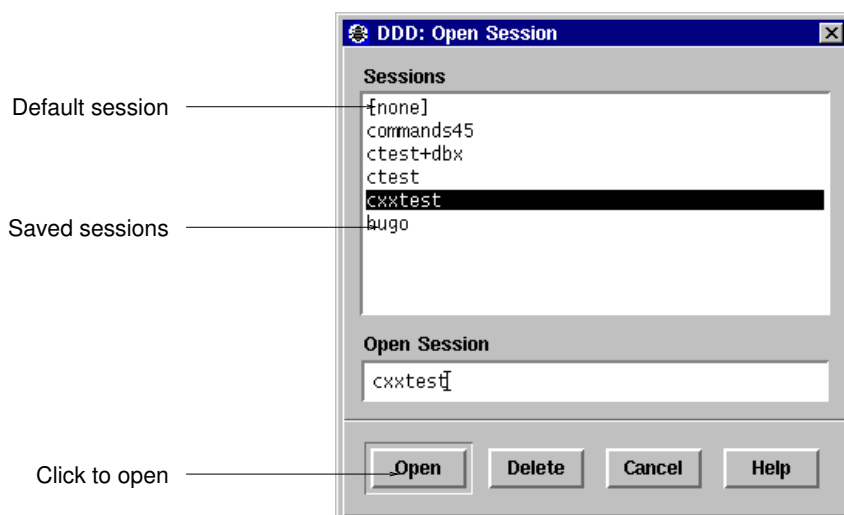 DDD: Open Session
Sessions
Default session
[none]
commands45
ctest+dbx
ctest
cxxtest
Saved sessions
hugo
Open Session
cxxtest
Click to open
Open
Delete
Cancel
Help